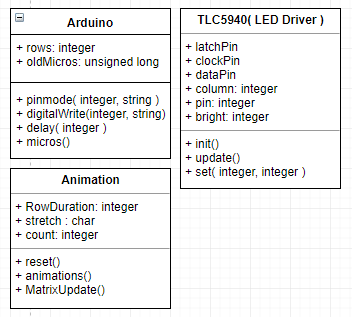 Arduino
+ rows: integer
+ oldMicros: unsigned long
+ pinmode( integer, string )
+ digitalWrite(integer, string)
+ delay( integer )
+ micros()
TLC5940( LED Driver )
+ latchPin
+ clockPin
+ dataPin
+ column: integer
+ pin: integer
+ bright: integer
+ init()
+ update()
+ set( integer, integer )
Animation
+ RowDuration: integer
+ stretch : char
+ count: integer
+ reset()
+ animations()
+ MatrixUpdate()